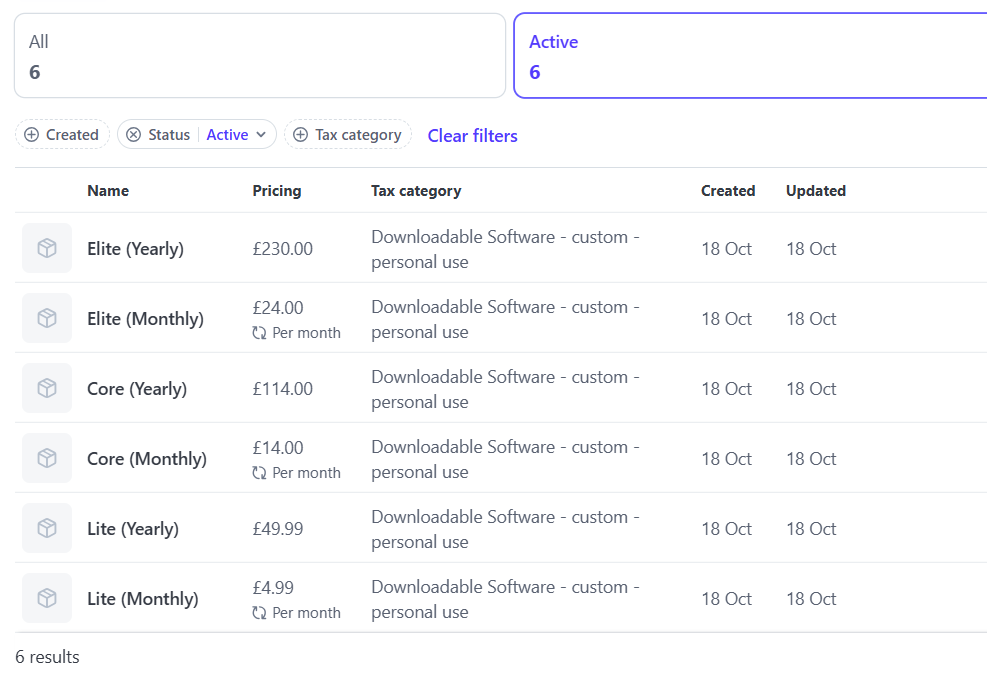 All
6
Active
6
Created
Status Active
Tax category
Clear filters
Name Pricing Tax category Created Updated
Elite (Yearly) £230.00 Downloadable Software - custom - personal use 18 Oct 18 Oct
Elite (Monthly) £24.00 Per month Downloadable Software - custom - personal use 18 Oct 18 Oct
Core (Yearly) £114.00 Downloadable Software - custom - personal use 18 Oct 18 Oct
Core (Monthly) £14.00 Per month Downloadable Software - custom - personal use 18 Oct 18 Oct
Lite (Yearly) £49.99 Downloadable Software - custom - personal use 18 Oct 18 Oct
Lite (Monthly) £4.99 Per month Downloadable Software - custom - personal use 18 Oct 18 Oct
6 results